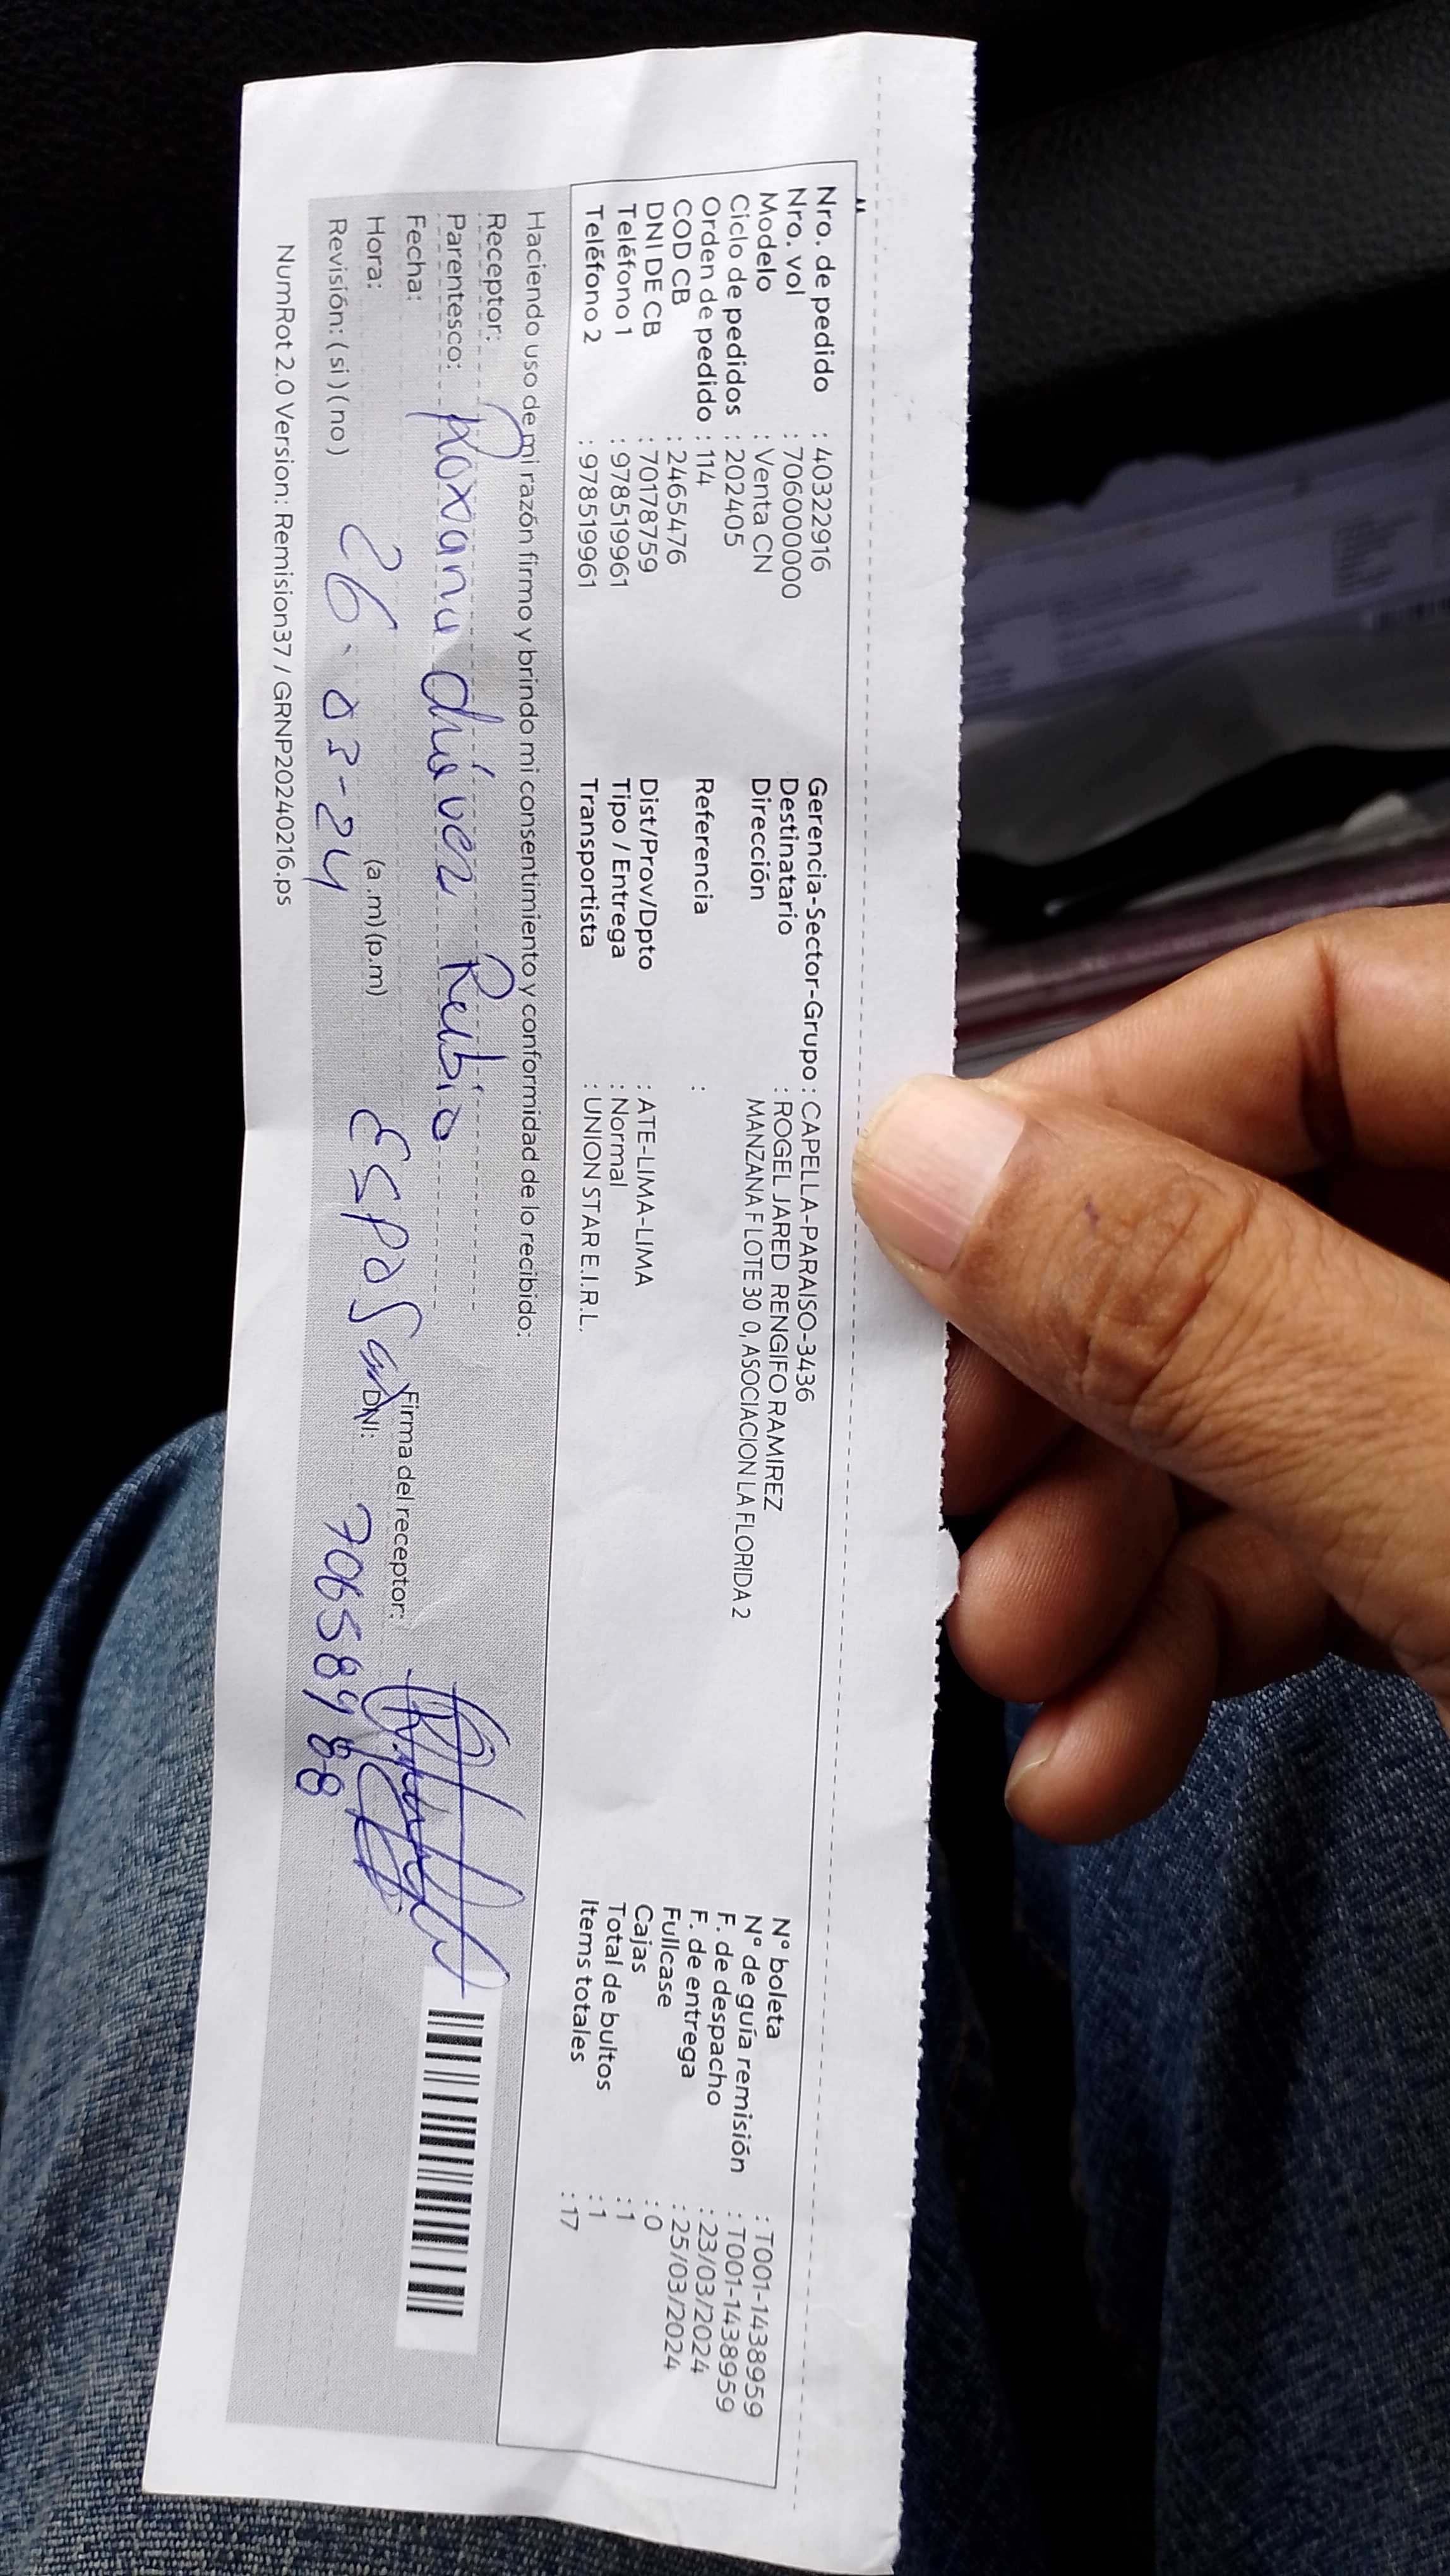 Nro. de pedido : 40322916
Nro. vol : 706000000
Modelo : Venta CN
Ciclo de pedidos : 202405
Orden de pedido : 114
COD CB : 2465476
DNI DE CB : 70178759
Teléfono 1 : 978519961
Teléfono 2 : 978519961
Gerencia-Sector-Grupo : CAPELLA-PARAISO-3436
Destinatario : ROGEL JARED RENGIFO RAMIREZ
Dirección MANZANA F LOTE 30 0, ASOCIACION LA FLORIDA 2
Referencia :
Dist/Prov/Dpto : ATE-LIMA-LIMA
Tipo / Entrega : Normal
Transportista : UNION STAR E.I.R.L.
N° boleta : T001-1438959
N° de guía remisión : T001-1438959
F. de despacho : 23/03/2024
F. de entrega : 25/03/2024
Fullcase : 0
Cajas : 1
Total de bultos : 1
Items totales : 17
Haciendo uso de mi razón firmo y brindo mi consentimiento y conformidad de lo recibido:
Receptor:
Parentesco: Roxana Chávez Rubio
Fecha:
Hora: (a.m) (p.m) Esposa
Revisión: ( si ) ( no ) 26-03-24
Firma del receptor:
DNI: 70658988
NumRot 2.0 Version: Remision37 / GRNP20240216.ps